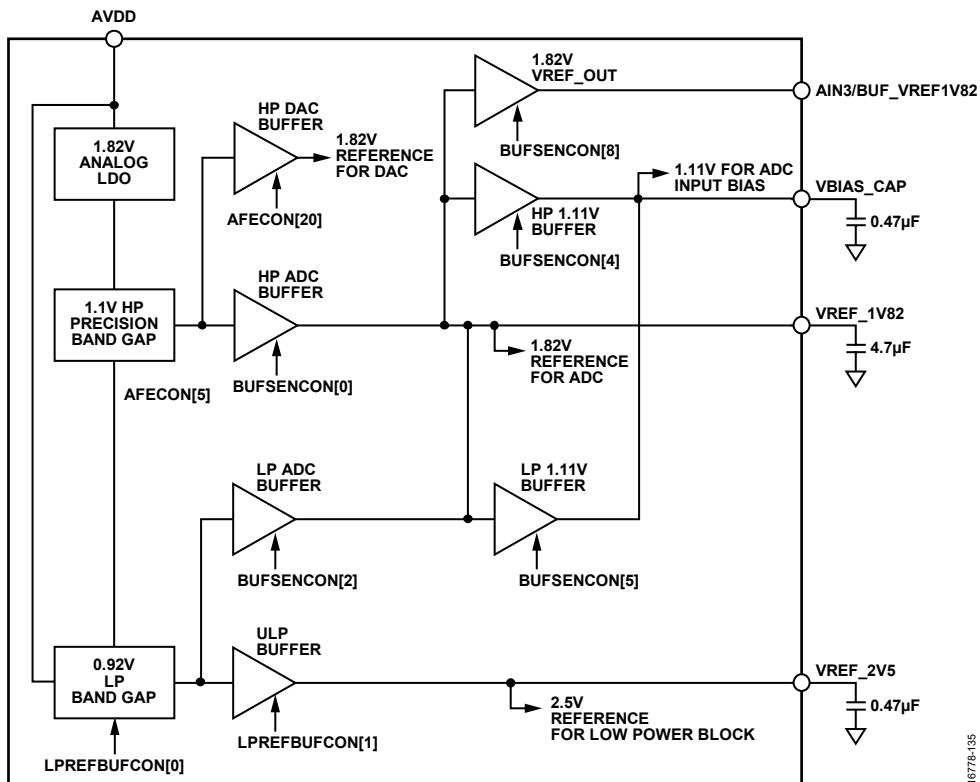 AVDD
1.82V
ANALOG
LDO
HP DAC
BUFFER
1.82V
REFERENCE
FOR DAC
AFECON[20]
1.82V
VREF_OUT
BUFSENCON[8]
AIN3/BUF_VREF1V82
1.11V FOR ADC
INPUT BIAS
HP 1.11V
BUFFER
BUFSENCON[4]
VBIAS_CAP
0.47µF
1.1V HP
PRECISION
BAND GAP
AFECON[5]
HP ADC
BUFFER
BUFSENCON[0]
1.82V
REFERENCE
FOR ADC
VREF_1V82
4.7µF
LP ADC
BUFFER
BUFSENCON[2]
LP 1.11V
BUFFER
BUFSENCON[5]
0.92V
LP
BAND GAP
LPREFBUFCON[0]
ULP
BUFFER
LPREFBUFCON[1]
2.5V
REFERENCE
FOR LOW POWER BLOCK
VREF_2V5
0.47µF
16778-135